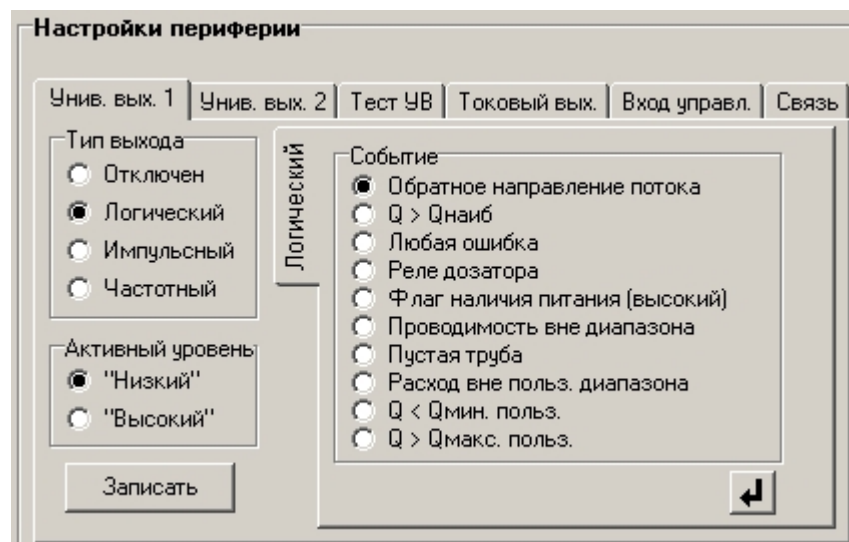 Настройки периферии
Унив. вых. 1 Унив. вых. 2 Тест УВ Токовый вых. Вход управл. Связь
Тип выхода
Отключен
Логический
Импульсный
Частотный
Активный уровень
"Низкий"
"Высокий"
Записать
Логический
Событие
Обратное направление потока
Q > Qнаиб
Любая ошибка
Реле дозатора
Флаг наличия питания (высокий)
Проводимость вне диапазона
Пустая труба
Расход вне польз. диапазона
Q < Qмин. польз.
Q > Qмакс. польз.